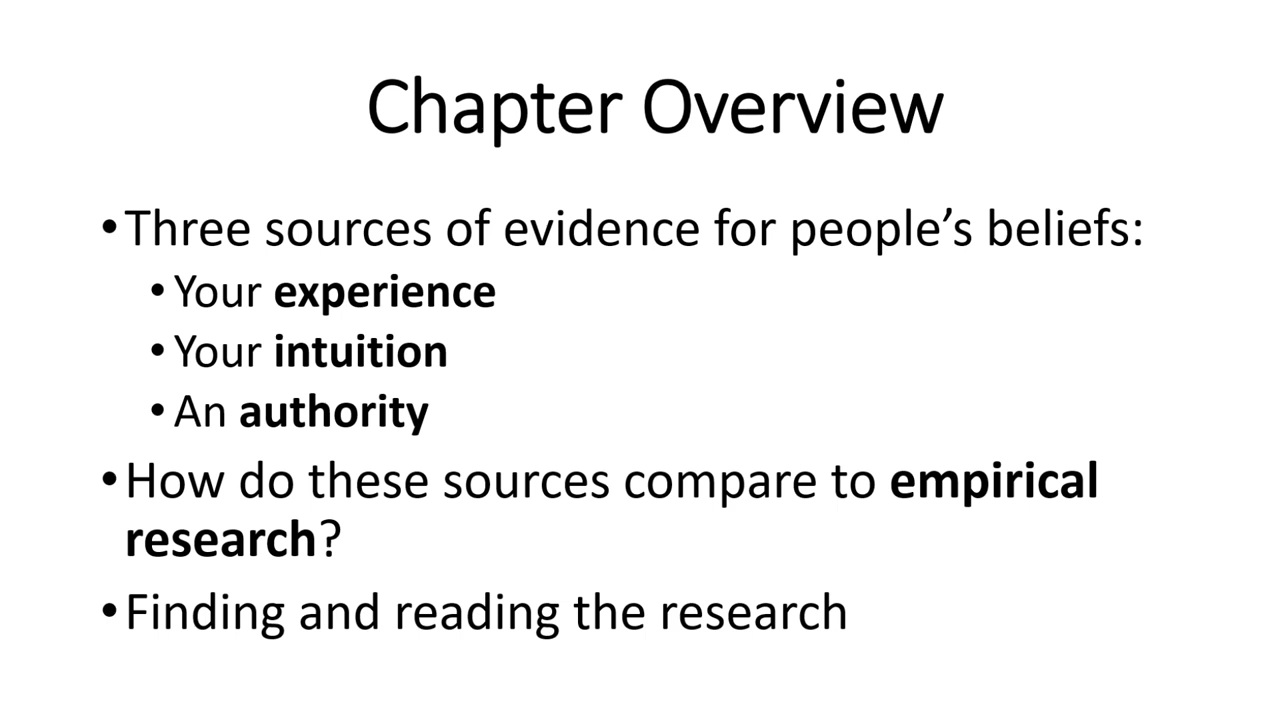 Chapter Overview
•Three sources of evidence for people’s beliefs:
•Your experience
•Your intuition
•An authority
•How do these sources compare to empirical
research?
•Finding and reading the research